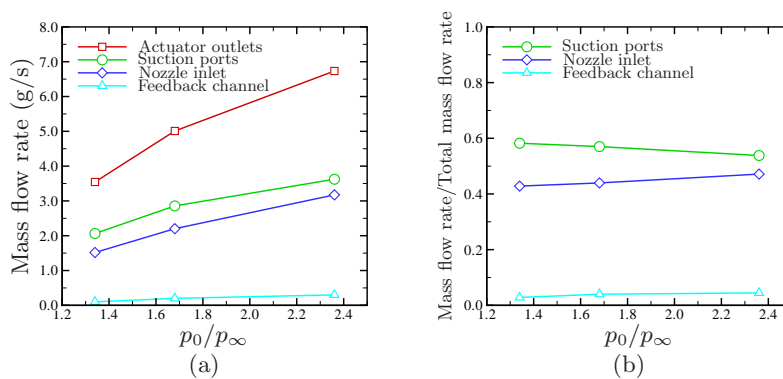 8.0
7.0
6.0
5.0
4.0
3.0
2.0
1.0
0.0
1.2 1.4 1.6 1.8 2.0 2.2 2.4
Mass flow rate (g/s)
Actuator outlets
Suction ports
Nozzle inlet
Feedback channel
p0/p∞
(a)
1.0
0.8
0.6
0.4
0.2
0.0
1.2 1.4 1.6 1.8 2.0 2.2 2.4
Mass flow rate/Total mass flow rate
Suction ports
Nozzle inlet
Feedback channel
p0/p∞
(b)